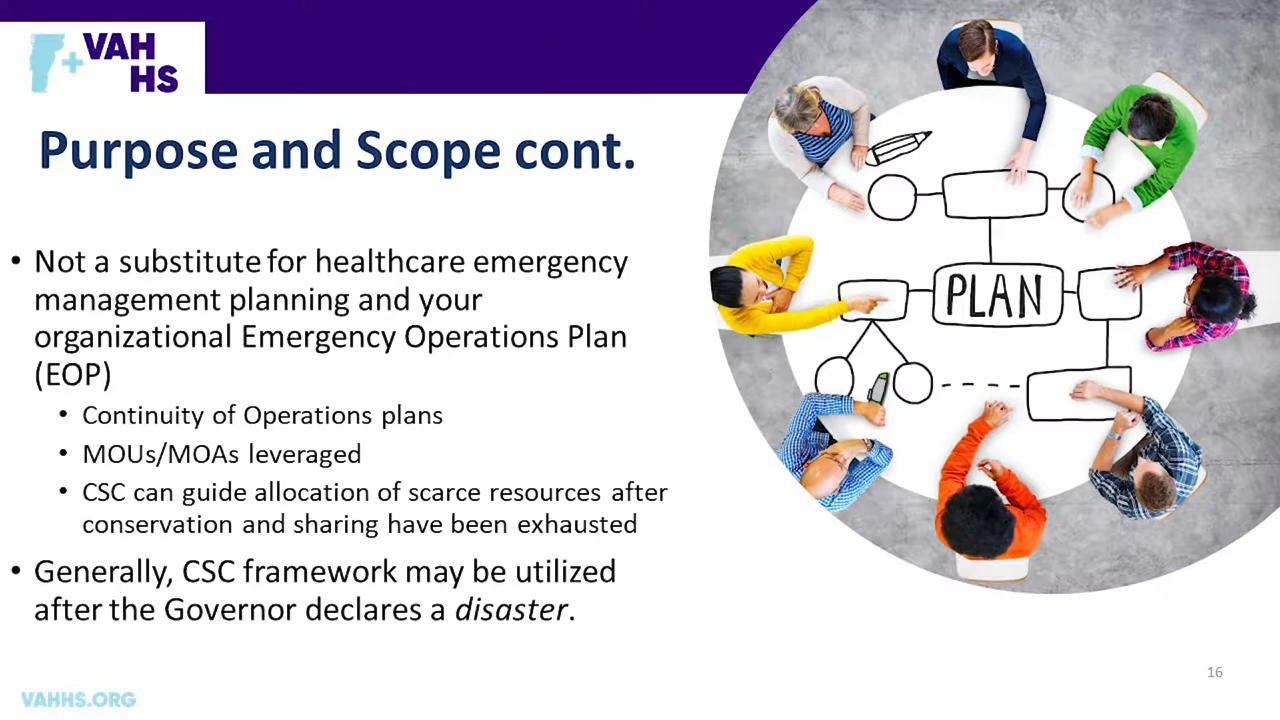 VAH
HS
Purpose and Scope cont.
• Not a substitute for healthcare emergency
management planning and your
organizational Emergency Operations Plan
(EOP)
• Continuity of Operations plans
• MOUs/MOAs leveraged
• CSC can guide allocation of scarce resources after
conservation and sharing have been exhausted
• Generally, CSC framework may be utilized
after the Governor declares a disaster.
PLAN
16
VAHHS.ORG